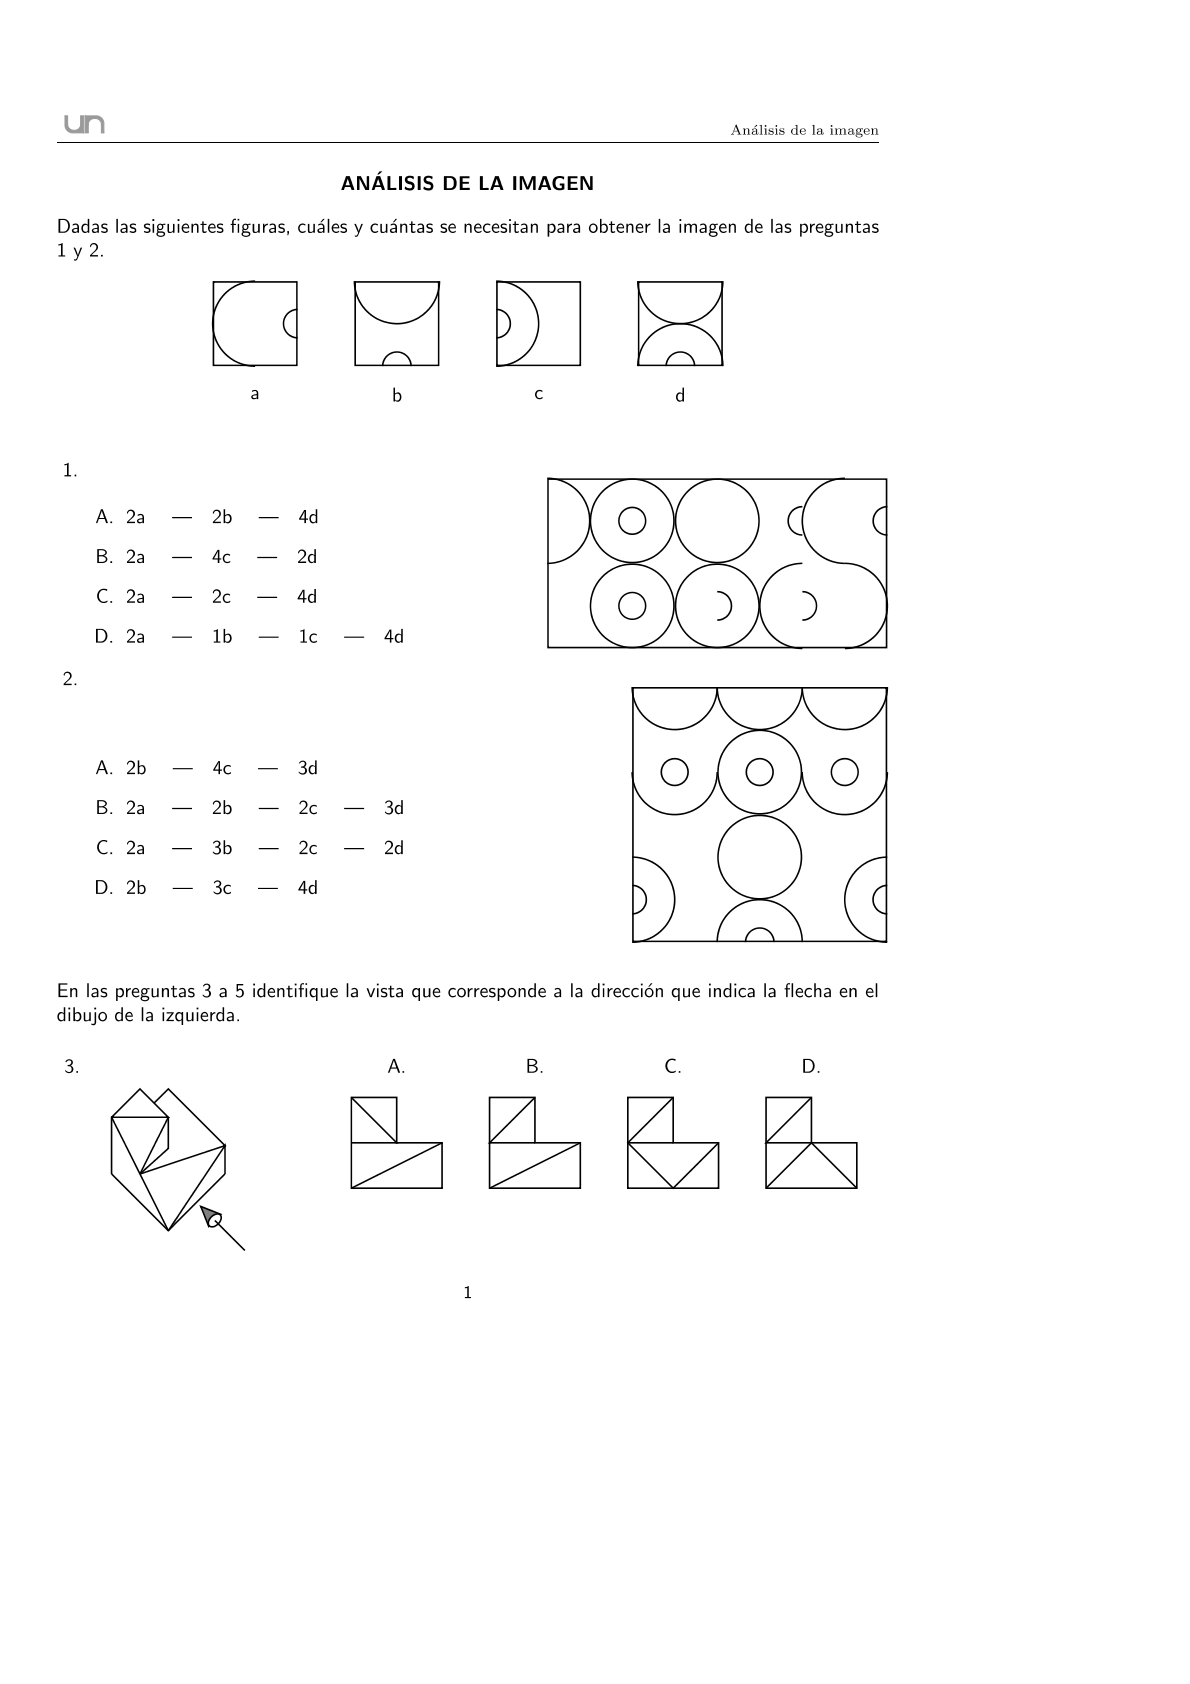 un
Análisis de la imagen
ANÁLISIS DE LA IMAGEN
Dadas las siguientes figuras, cuáles y cuántas se necesitan para obtener la imagen de las preguntas
1 y 2.
a b c d
1.
A. 2a — 2b — 4d
B. 2a — 4c — 2d
C. 2a — 2c — 4d
D. 2a — 1b — 1c — 4d
2.
A. 2b — 4c — 3d
B. 2a — 2b — 2c — 3d
C. 2a — 3b — 2c — 2d
D. 2b — 3c — 4d
En las preguntas 3 a 5 identifique la vista que corresponde a la dirección que indica la flecha en el
dibujo de la izquierda.
3. A. B. C. D.
1